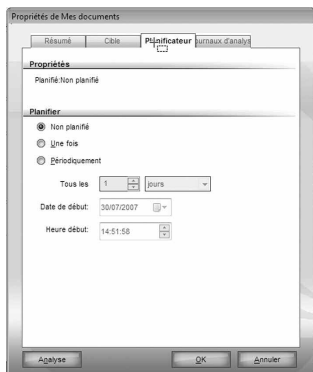 Propriétés de Mes documents
Résumé Cible Planificateur ournaux d'analys
Propriétés
Planifié:Non planifié
Planifier
Non planifié
Une fois
Périodiquement
Tous les 1 jours
Date de début: 30/07/2007
Heure début: 14:51:58
Analyse OK Annuler